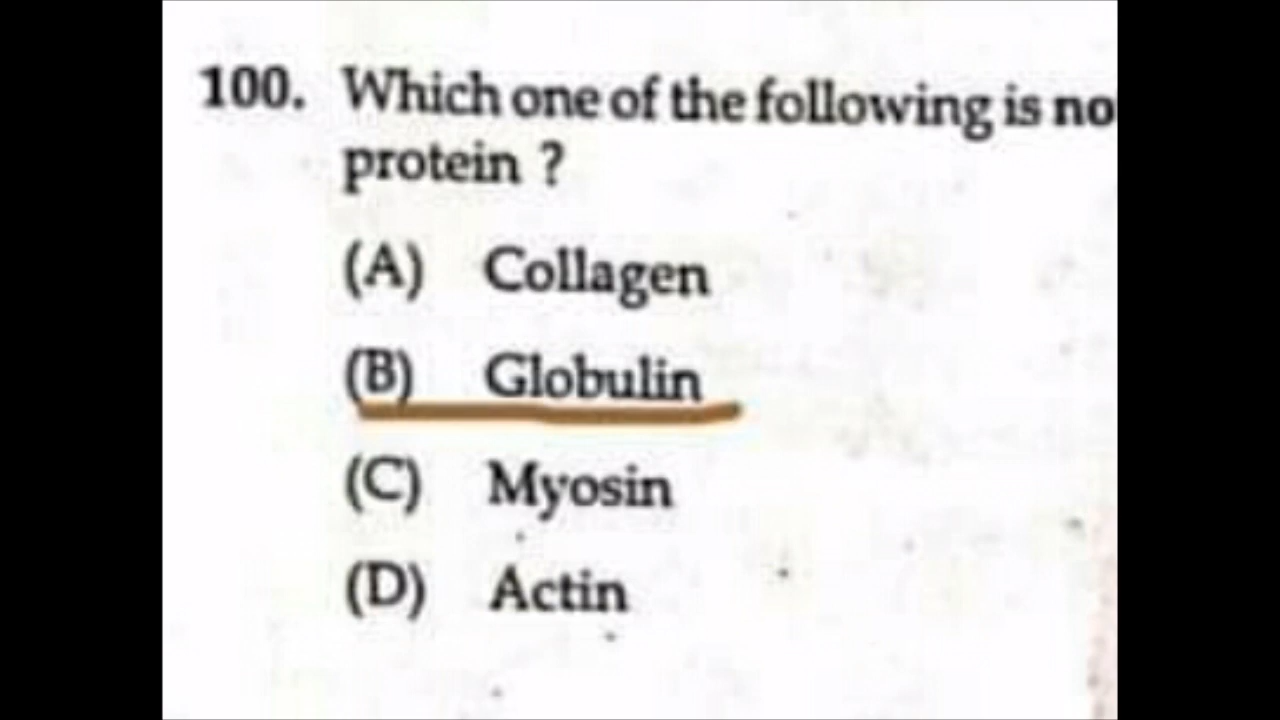 100. Which one of the following is no
protein ?
(A) Collagen
(B) Globulin
(C) Myosin
(D) Actin